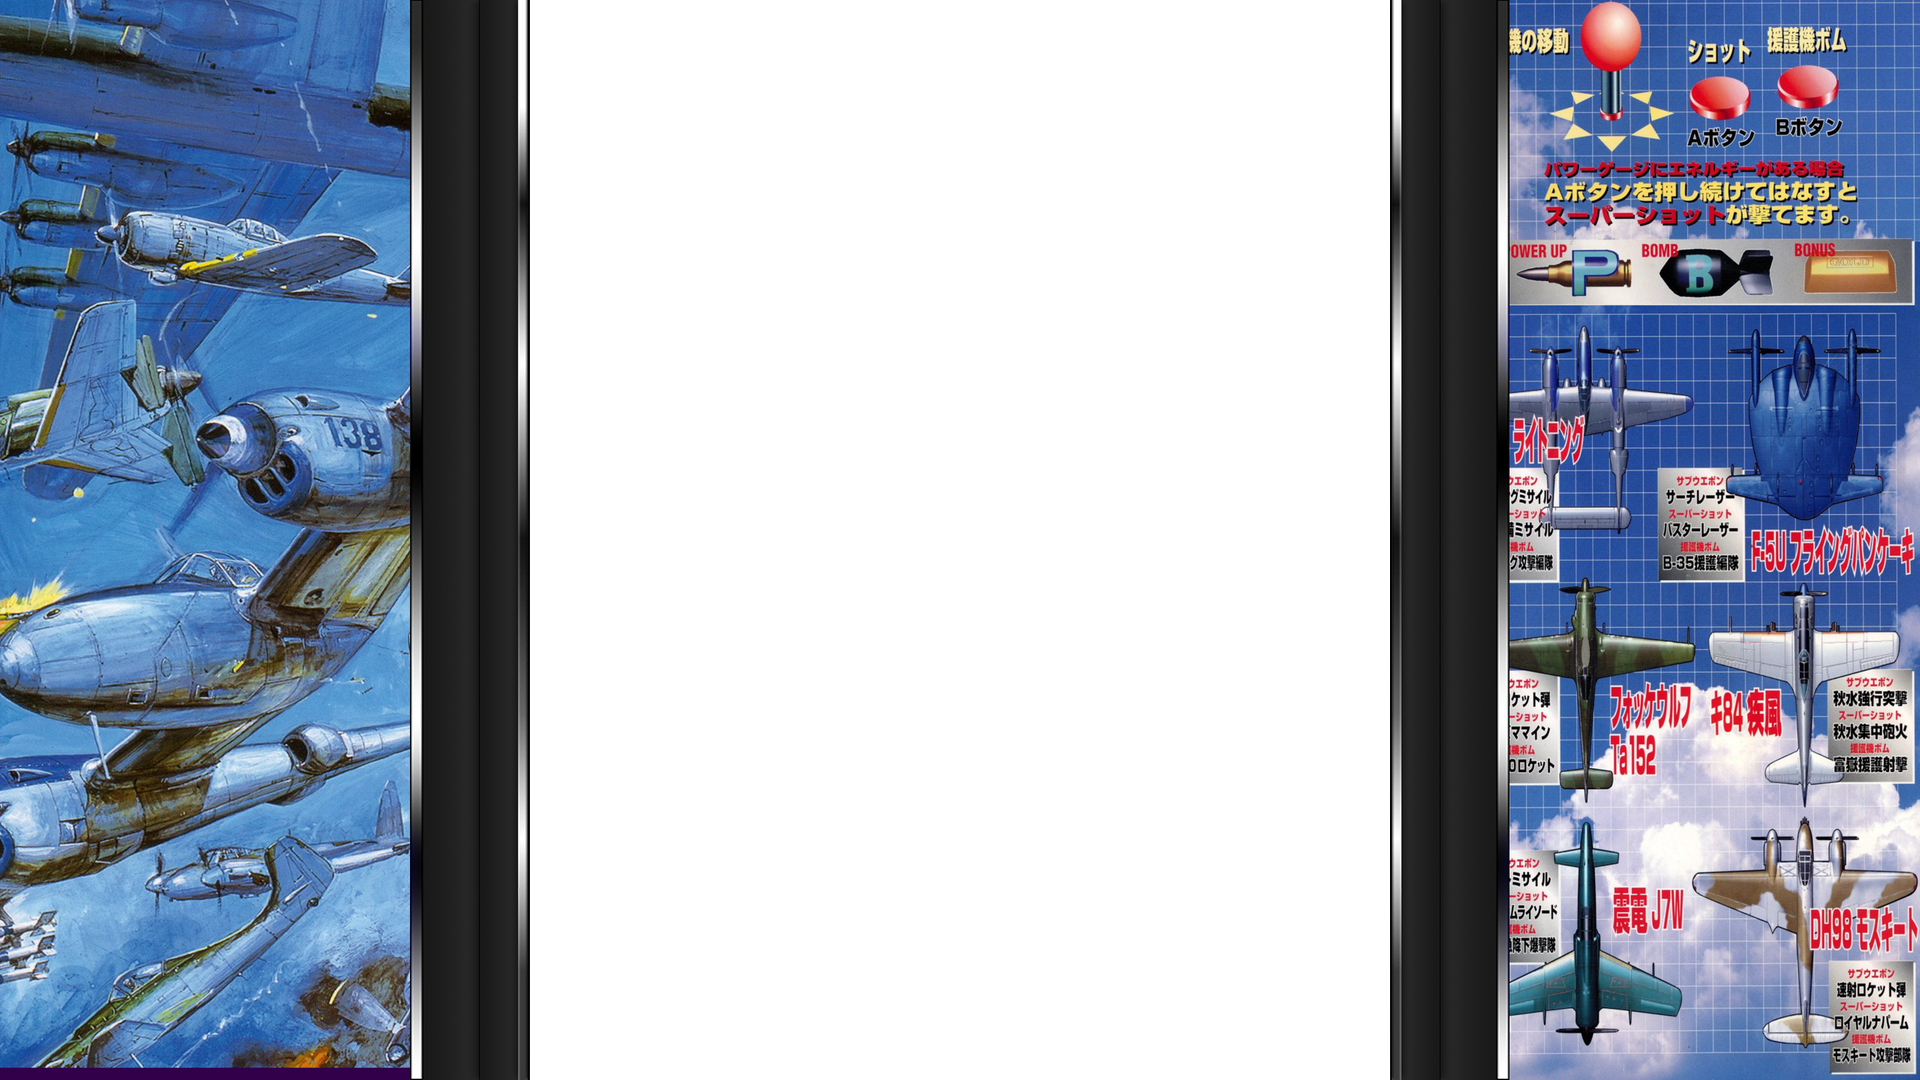 138
機の移動
ショット
援護機ボム
Aボタン
Bボタン
パワーゲージにエネルギーがある場合
Aボタンを押し続けてはなすと
スーパーショットが撃てます。
OWER UP
BOMB
BONUS
P
B
ライトニング
ウエポン
グミサイル
ーショット
着ミサイル
機ボム
グ攻撃編隊
サブウエポン
サーチレーザー
スーパーショット
バスターレーザー
援護機ボム
B-35援護編隊
F-5U フライングパンケーキ
ウエポン
ケット弾
ーショット
ママイン
機ボム
0ロケット
フォッケウルフ
Ta152
キ84 疾風
サブウエポン
秋水強行突撃
スーパーショット
秋水集中砲火
援護機ボム
富嶽援護射撃
ウエポン
ミサイル
ーショット
ムライソード
機ボム
急降下爆撃隊
震電 J7W
DH98 モスキート
サブウエポン
速射ロケット弾
スーパーショット
ロイヤルナパーム
援護機ボム
モスキート攻撃部隊